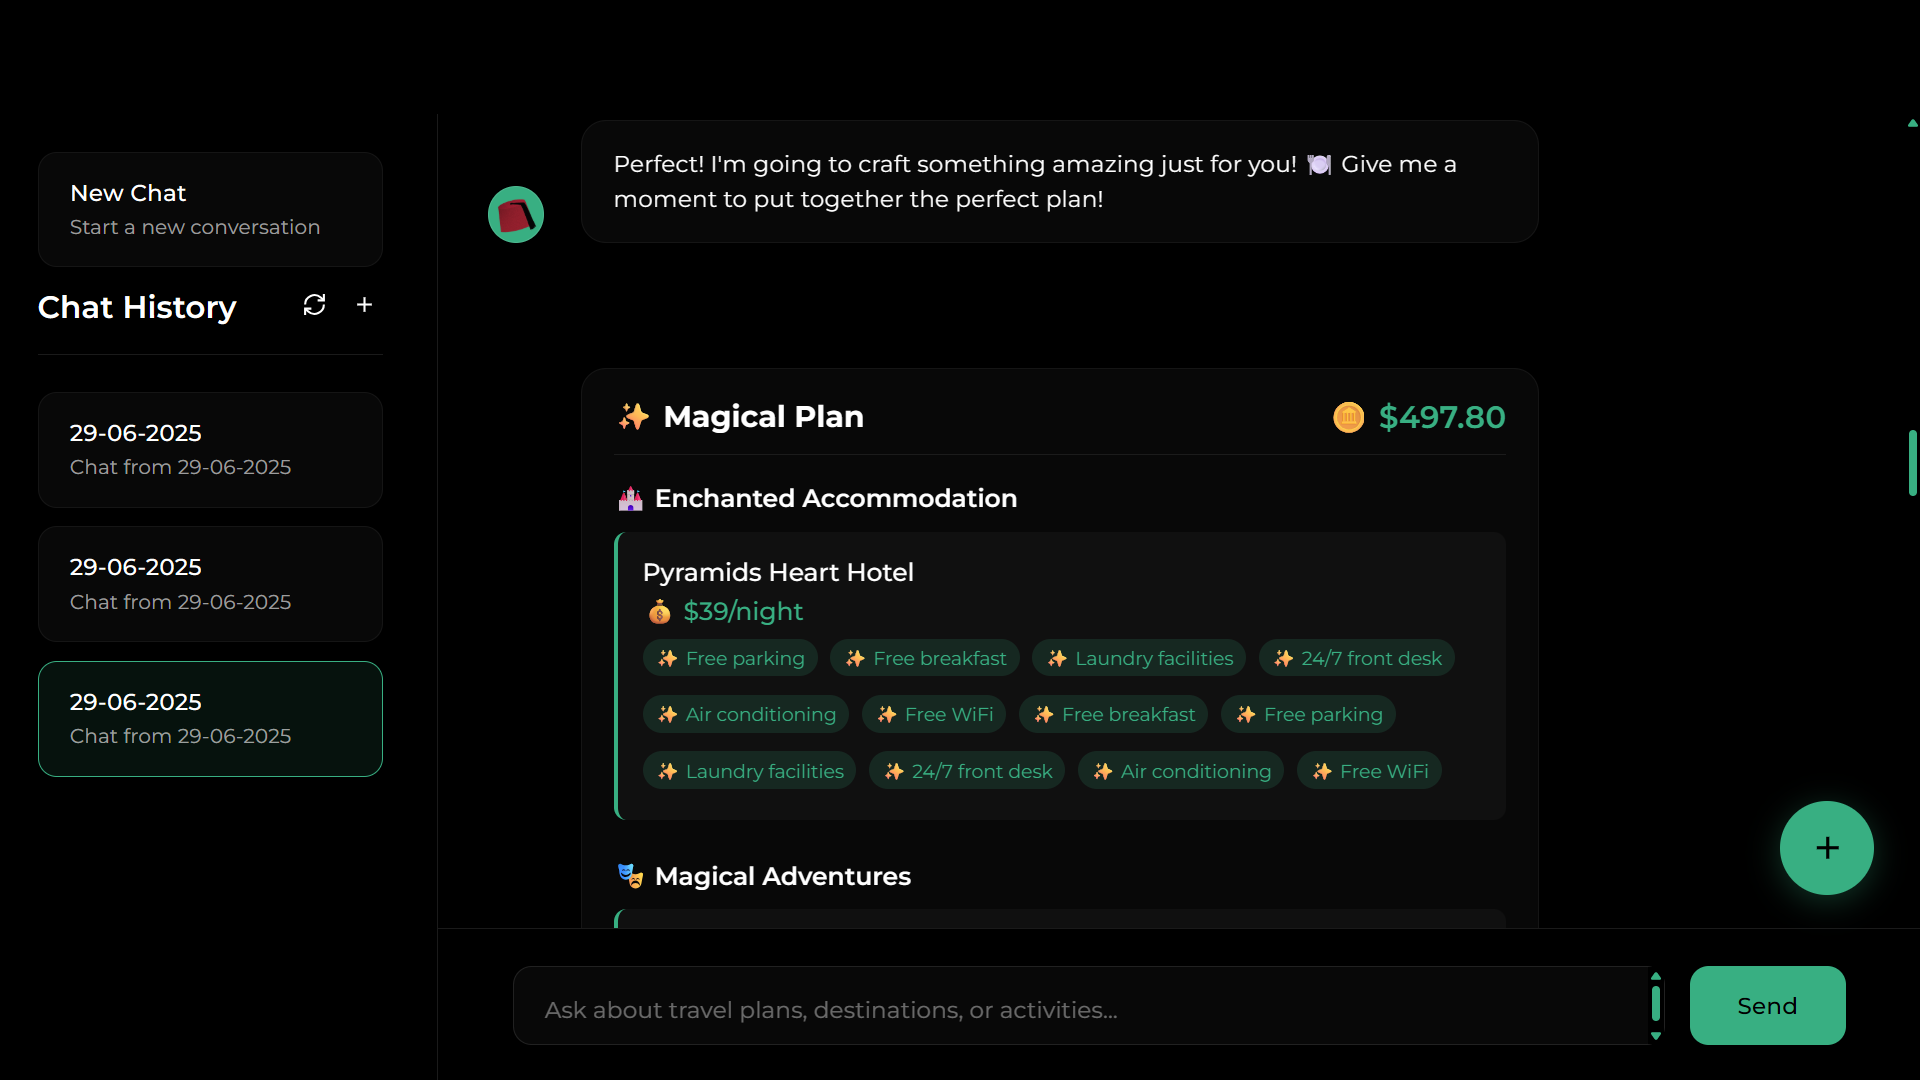 New Chat
Start a new conversation
Chat History
29-06-2025
Chat from 29-06-2025
29-06-2025
Chat from 29-06-2025
29-06-2025
Chat from 29-06-2025
Perfect! I'm going to craft something amazing just for you! 🍽️ Give me a
moment to put together the perfect plan!
✨ Magical Plan
🪙 $497.80
🏰 Enchanted Accommodation
Pyramids Heart Hotel
💰 $39/night
✨ Free parking ✨ Free breakfast ✨ Laundry facilities ✨ 24/7 front desk
✨ Air conditioning ✨ Free WiFi ✨ Free breakfast ✨ Free parking
✨ Laundry facilities ✨ 24/7 front desk ✨ Air conditioning ✨ Free WiFi
🎭 Magical Adventures
+
Ask about travel plans, destinations, or activities...
Send